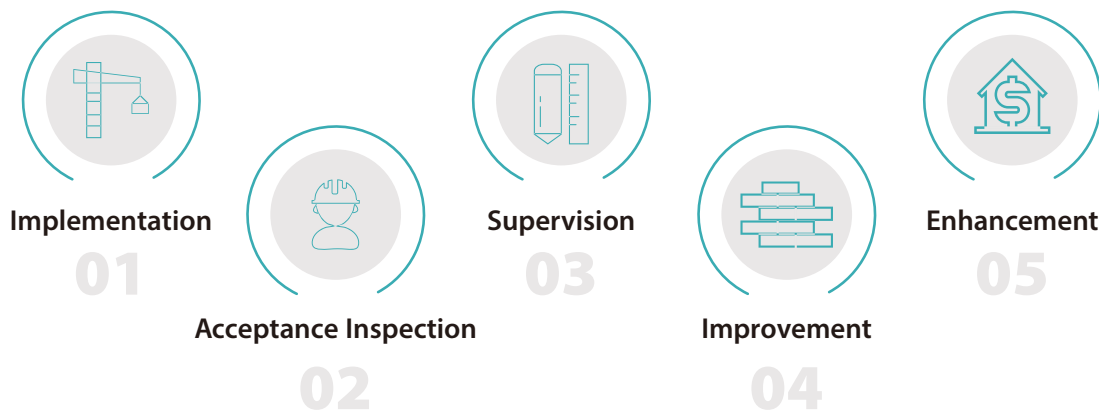 Implementation
01
Acceptance Inspection
02
Supervision
03
Improvement
04
Enhancement
05